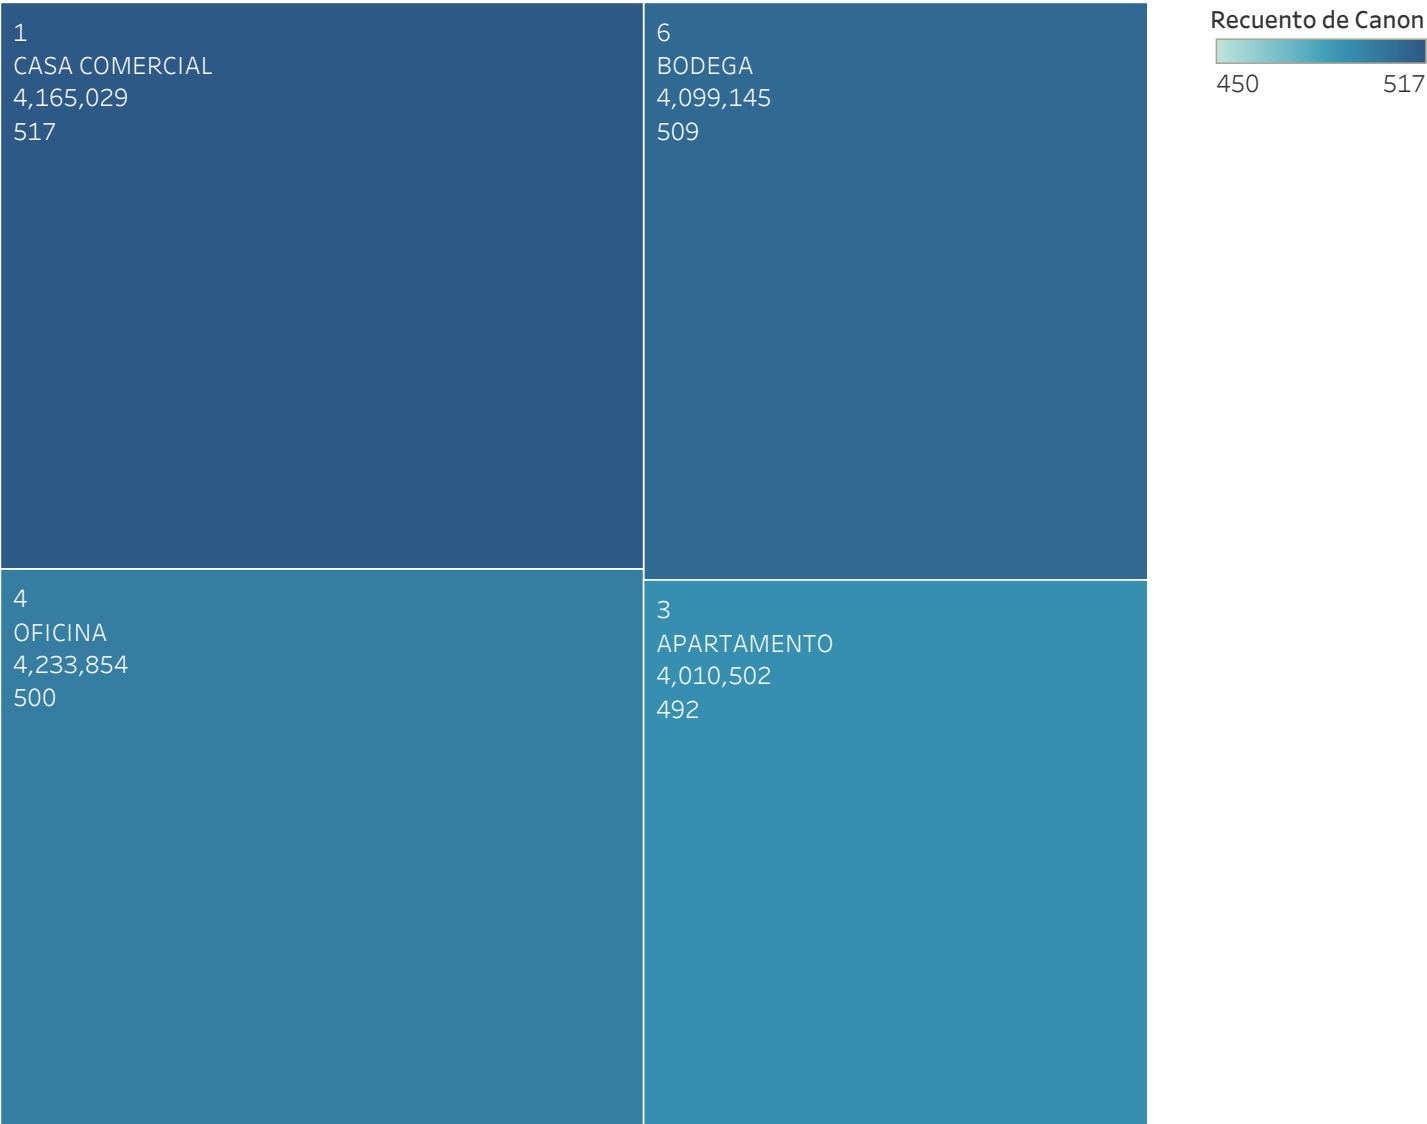 1
CASA COMERCIAL
4,165,029
517
6
BODEGA
4,099,145
509
4
OFICINA
4,233,854
500
3
APARTAMENTO
4,010,502
492
Recuento de Canon
450 517